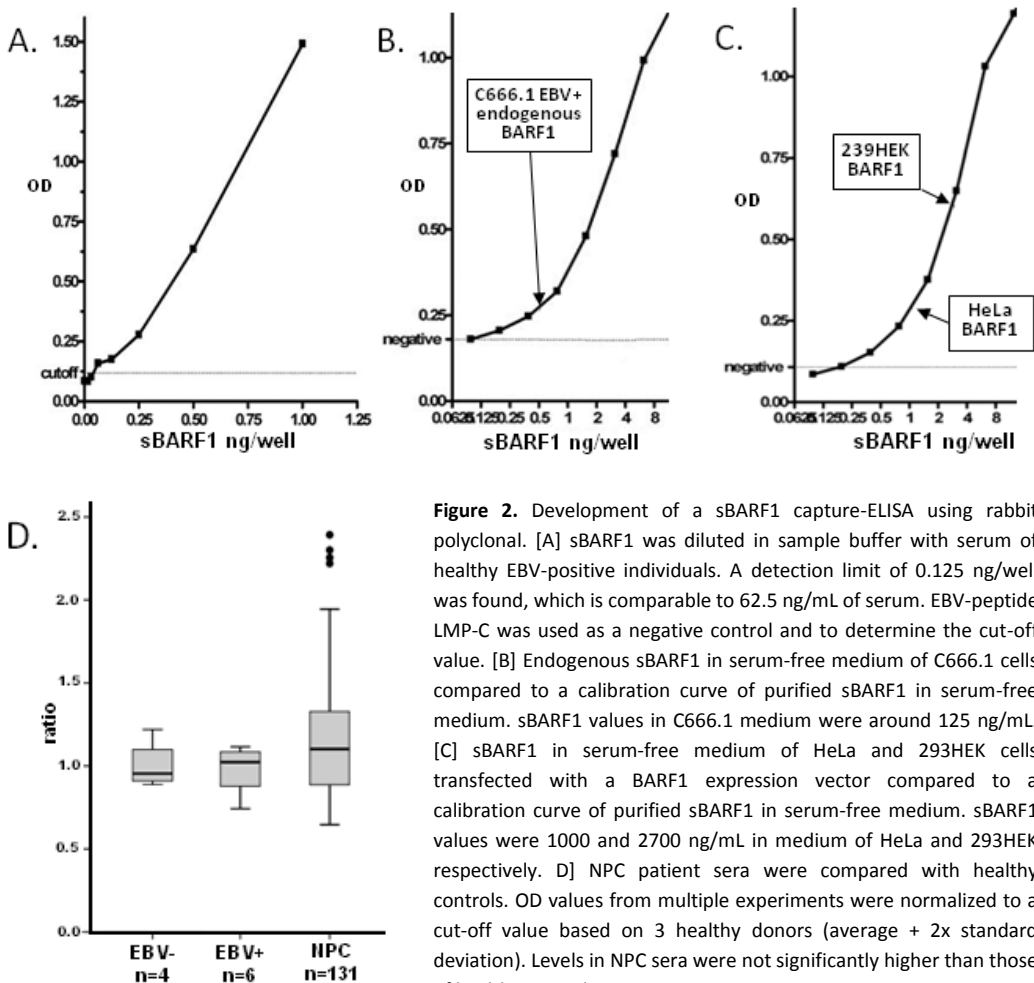 A.
1.50
1.25
1.00
OD
0.75
0.50
0.25
cutoff
0.00
0.00 0.25 0.50 0.75 1.00 1.25
sBARF1 ng/well
B.
1.00
C666.1 EBV+
endogenous
BARF1
0.75
OD
0.50
0.25
negative
0.00
0.5 1 2 4 8
sBARF1 ng/well
C.
1.00
239HEK
BARF1
0.75
OD
0.50
HeLa
BARF1
0.25
negative
0.00
0.5 1 2 4 8
sBARF1 ng/well
D.
2.5
2.0
1.5
ratio
1.0
0.5
0.0
EBV- EBV+ NPC
n=4 n=6 n=131
Figure 2. Development of a sBARF1 capture-ELISA using rabbit
polyclonal. [A] sBARF1 was diluted in sample buffer with serum of
healthy EBV-positive individuals. A detection limit of 0.125 ng/wel
was found, which is comparable to 62.5 ng/mL of serum. EBV-peptide
LMP-C was used as a negative control and to determine the cut-off
value. [B] Endogenous sBARF1 in serum-free medium of C666.1 cells
compared to a calibration curve of purified sBARF1 in serum-free
medium. sBARF1 values in C666.1 medium were around 125 ng/mL
[C] sBARF1 in serum-free medium of HeLa and 293HEK cells
transfected with a BARF1 expression vector compared to a
calibration curve of purified sBARF1 in serum-free medium. sBARF1
values were 1000 and 2700 ng/mL in medium of HeLa and 293HEK
respectively. D] NPC patient sera were compared with healthy
controls. OD values from multiple experiments were normalized to a
cut-off value based on 3 healthy donors (average + 2x standard
deviation). Levels in NPC sera were not significantly higher than those